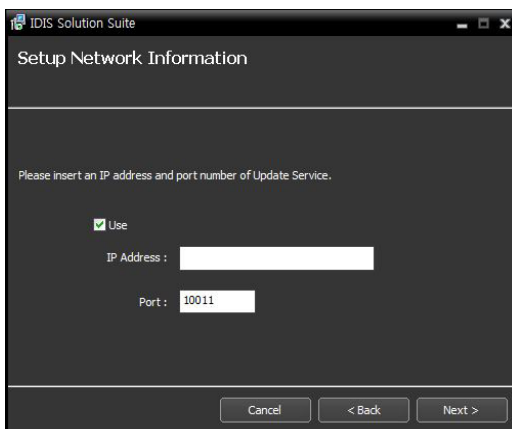 IDIS Solution Suite
Setup Network Information
Please insert an IP address and port number of Update Service.
Use
IP Address :
Port : 10011
Cancel < Back Next >